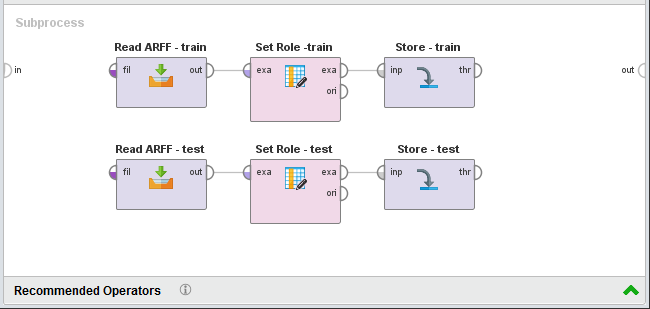 Subprocess
Read ARFF - train Set Role -train Store - train
in fil out exa exa inp thr out
ori
Read ARFF - test Set Role - test Store - test
fil out exa exa inp thr
ori
Recommended Operators